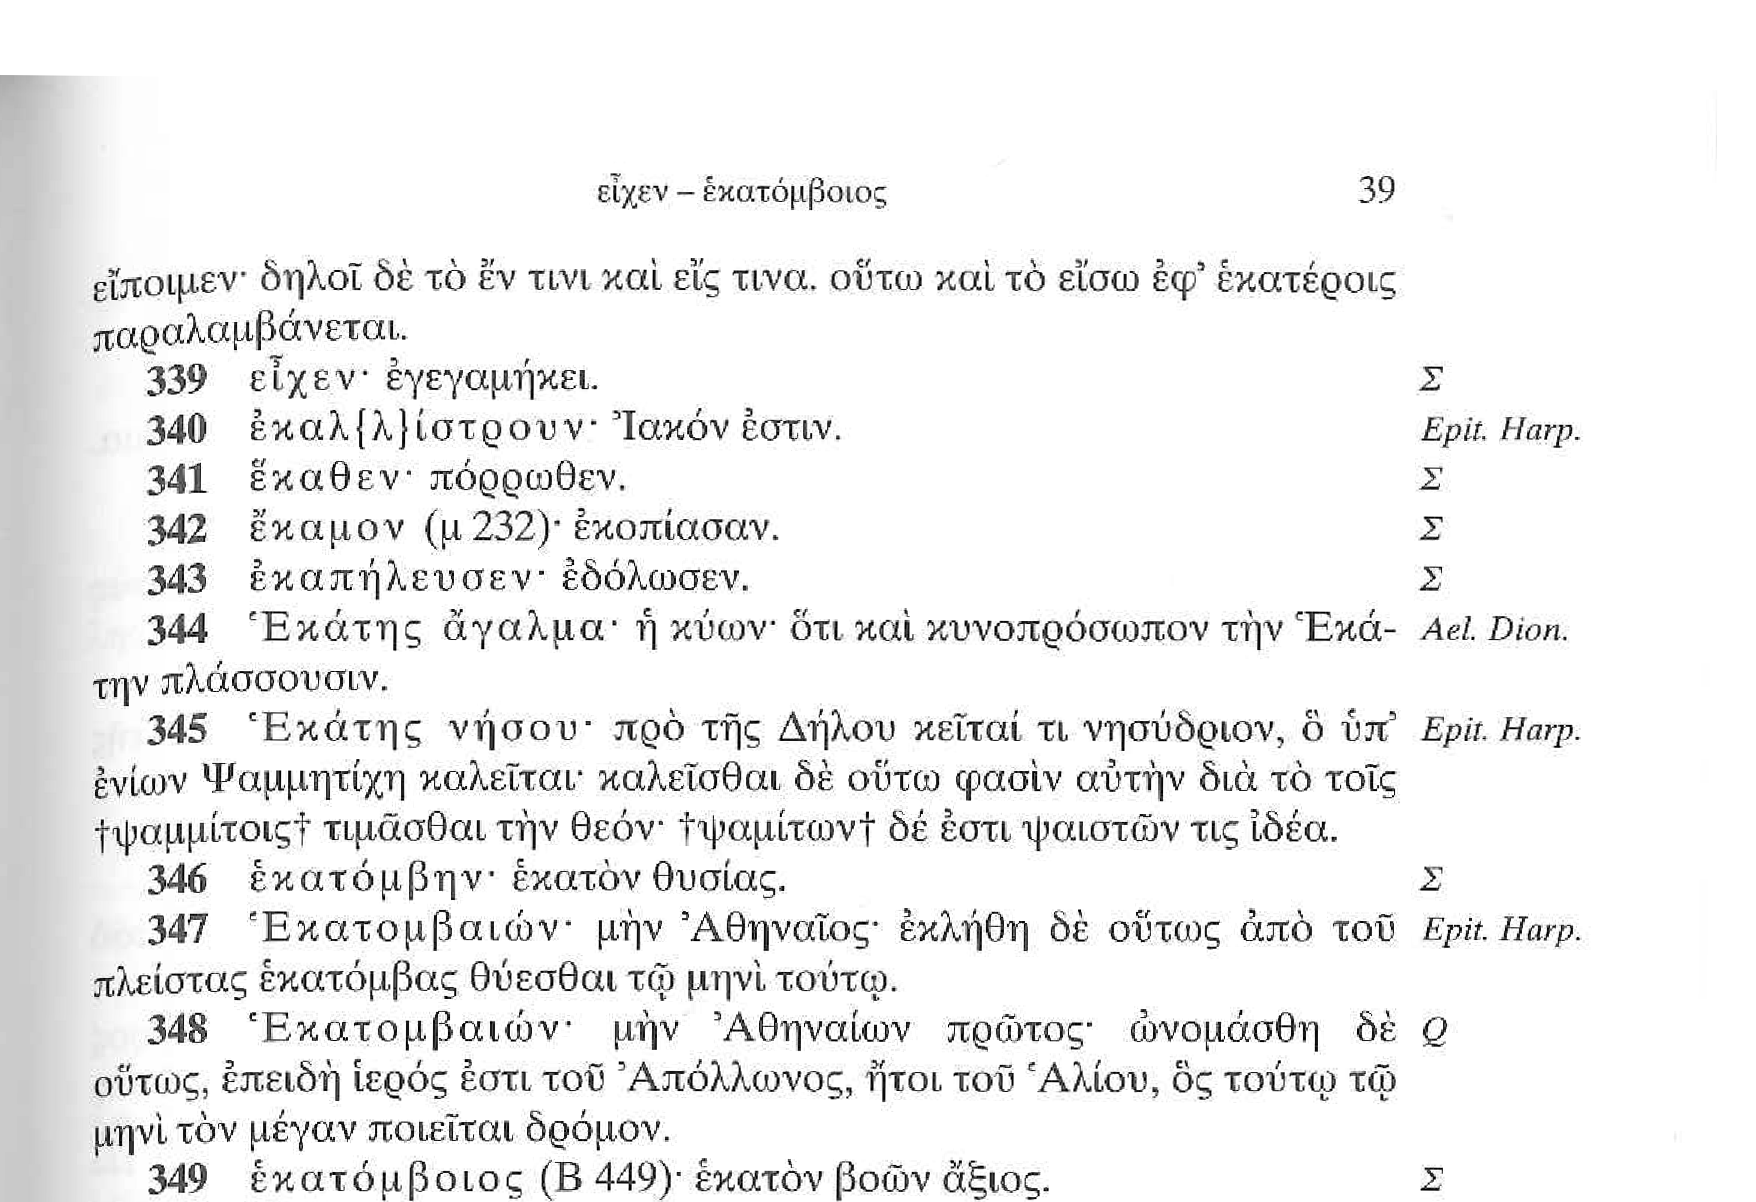 εἶχεν – ἑκατόμβοιος 39
εἴποιμεν· δηλοῖ δὲ τὸ ἔν τινι καὶ εἴς τινα. οὕτω καὶ τὸ εἴσω ἐφ’ ἑκατέροις
παραλαμβάνεται.
339 εἶχεν· ἐγεγαμήκει. Σ
340 ἐκαλ{λ}ίστρουν· Ἰακόν ἐστιν. Epit. Harp.
341 ἕκαθεν· πόρρωθεν. Σ
342 ἔκαμον (μ 232)· ἐκοπίασαν. Σ
343 ἐκαπήλευσεν· ἐδόλωσεν. Σ
344 Ἑκάτης ἄγαλμα· ἡ κύων· ὅτι καὶ κυνοπρόσωπον τὴν Ἑκά- Ael. Dion.
την πλάσσουσιν.
345 Ἑκάτης νήσου· πρὸ τῆς Δήλου κεῖταί τι νησύδριον, ὃ ὑπ’ Epit. Harp.
ἐνίων Ψαμμητίχη καλεῖται· καλεῖσθαι δὲ οὕτω φασὶν αὐτὴν διὰ τὸ τοῖς
†ψαμμίτοις† τιμᾶσθαι τὴν θεόν· †ψαμίτων† δέ ἐστι ψαιστῶν τις ἰδέα.
346 ἑκατόμβην· ἑκατὸν θυσίας. Σ
347 Ἑκατομβαιών· μὴν Ἀθηναῖος· ἐκλήθη δὲ οὕτως ἀπὸ τοῦ Epit. Harp.
πλείστας ἑκατόμβας θύεσθαι τῷ μηνὶ τούτῳ.
348 Ἑκατομβαιών· μὴν Ἀθηναίων πρῶτος· ὠνομάσθη δὲ Q
οὕτως, ἐπειδὴ ἱερός ἐστι τοῦ Ἀπόλλωνος, ἤτοι τοῦ Ἁλίου, ὃς τούτῳ τῷ
μηνὶ τὸν μέγαν ποιεῖται δρόμον.
349 ἑκατόμβοιος (Β 449)· ἑκατὸν βοῶν ἄξιος. Σ